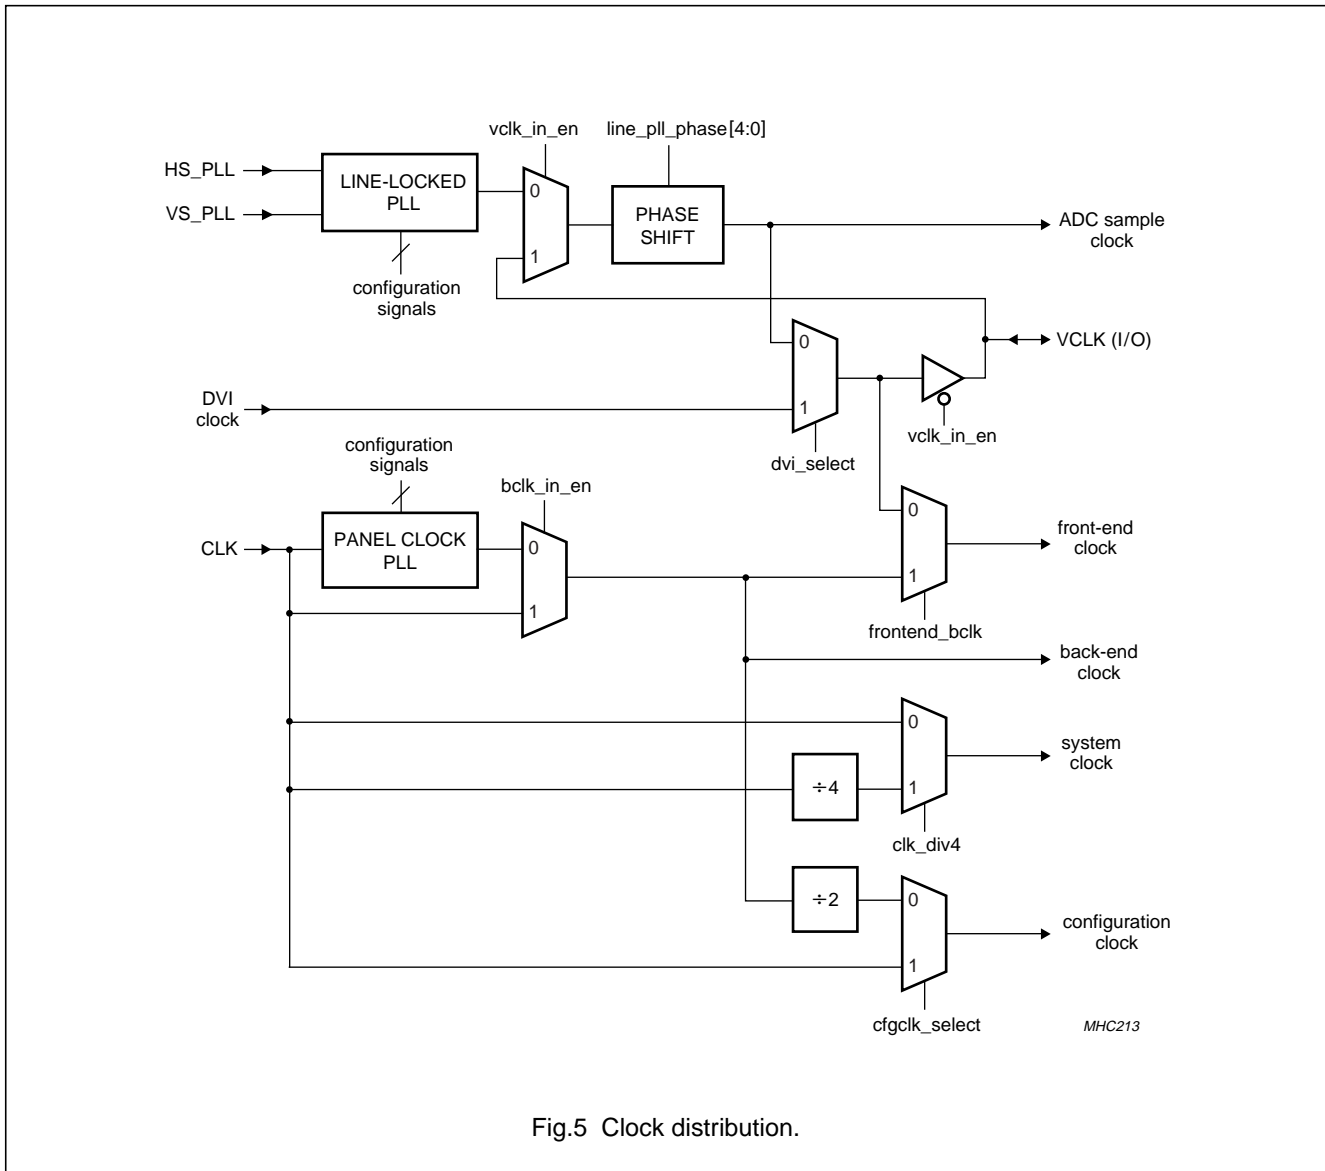 vclk_in_en
line_pll_phase[4:0]
HS_PLL
VS_PLL
LINE-LOCKED
PLL
0
1
PHASE
SHIFT
ADC sample
clock
configuration
signals
VCLK (I/O)
0
1
DVI
clock
vclk_in_en
dvi_select
configuration
signals
bclk_in_en
CLK
PANEL CLOCK
PLL
0
1
0
1
front-end
clock
frontend_bclk
back-end
clock
0
1
system
clock
÷4
clk_div4
÷2
0
1
configuration
clock
cfgclk_select
MHC213
Fig.5 Clock distribution.